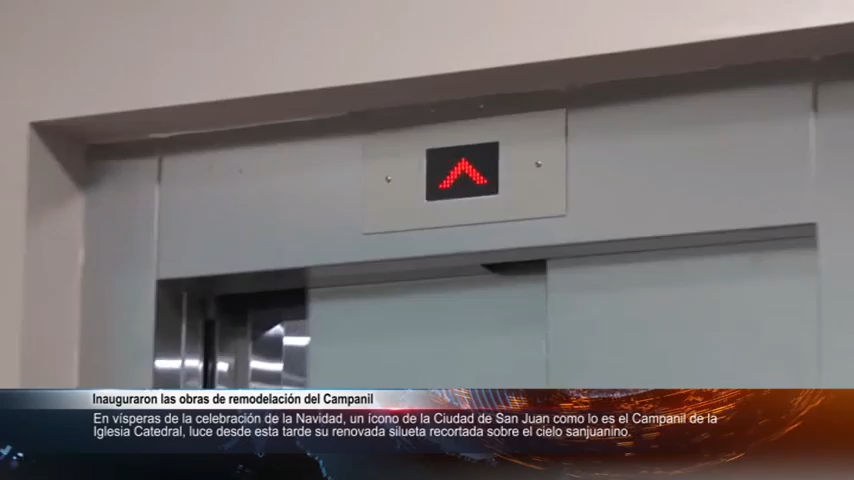 Inauguraron las obras de remodelación del Campanil
En vísperas de la celebración de la Navidad, un ícono de la Ciudad de San Juan como lo es el Campanil de la
Iglesia Catedral, luce desde esta tarde su renovada silueta recortada sobre el cielo sanjuanino.